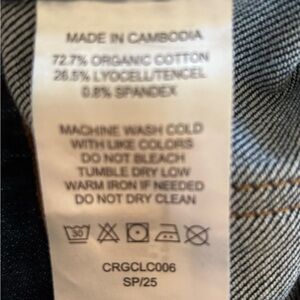 MADE IN CAMBODIA
72.7% ORGANIC COTTON
26.5% LYOCELL/TENCEL
0.8% SPANDEX
MACHINE WASH COLD
WITH LIKE COLORS
DO NOT BLEACH
TUMBLE DRY LOW
WARM IRON IF NEEDED
DO NOT DRY CLEAN
30
CRGCLC006
SP/25